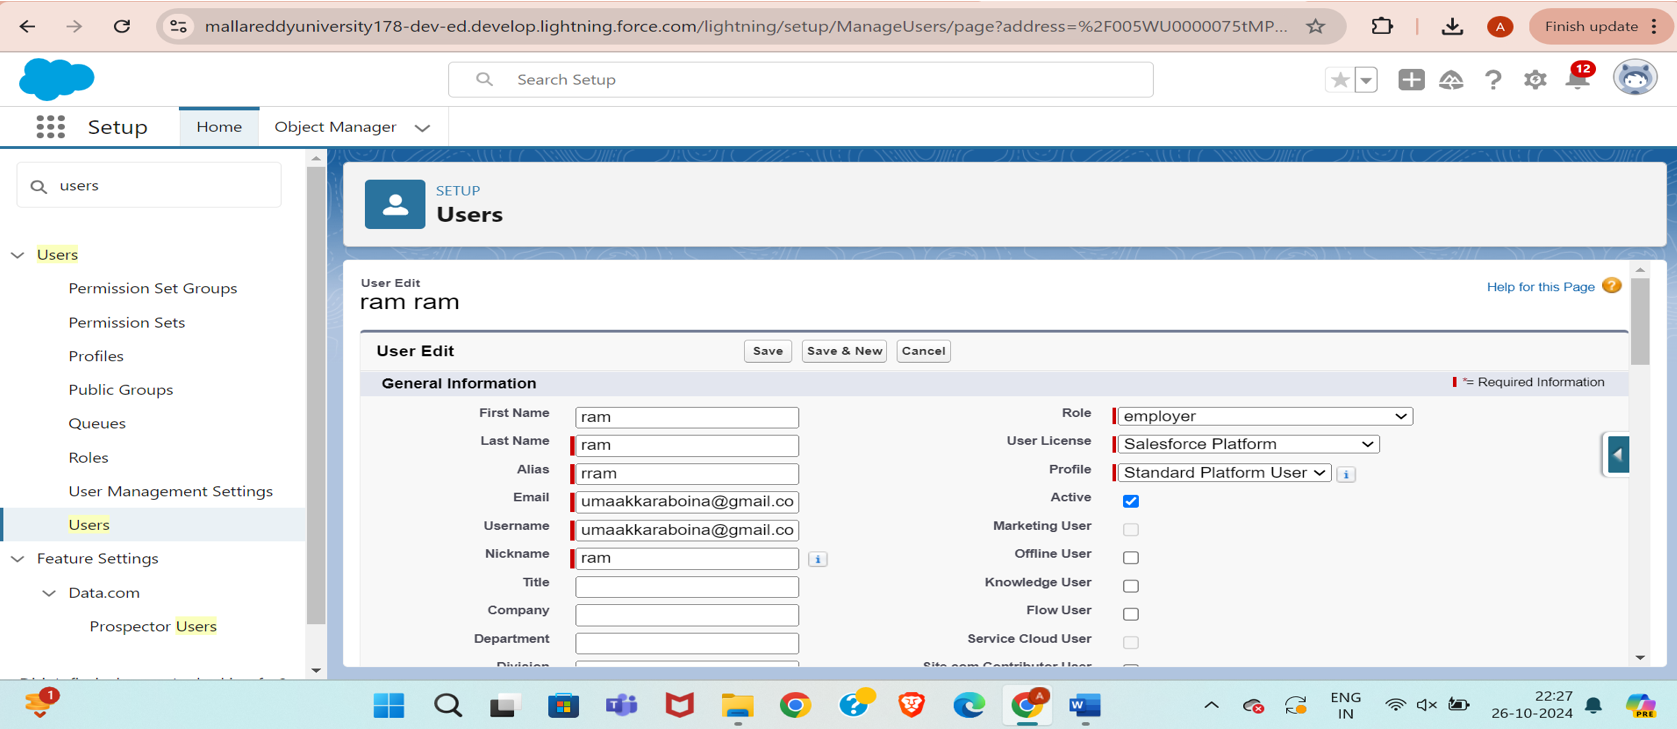 mallareddyuniversity178-dev-ed.develop.lightning.force.com/lightning/setup/ManageUsers/page?address=%2F005WU0000075tMP...
A
Finish update
Search Setup
12
Setup
Home
Object Manager
users
Users
Permission Set Groups
Permission Sets
Profiles
Public Groups
Queues
Roles
User Management Settings
Users
Feature Settings
Data.com
Prospector Users
SETUP
Users
User Edit
ram ram
Help for this Page
User Edit
Save
Save & New
Cancel
General Information
*= Required Information
First Name ram
Last Name ram
Alias rram
Email umaakkaraboina@gmail.co
Username umaakkaraboina@gmail.co
Nickname ram
Title
Company
Department
Division
Role employer
User License Salesforce Platform
Profile Standard Platform User
Active
Marketing User
Offline User
Knowledge User
Flow User
Service Cloud User
Site.com Contributor User
1
A
ENG
IN
22:27
26-10-2024
PRE